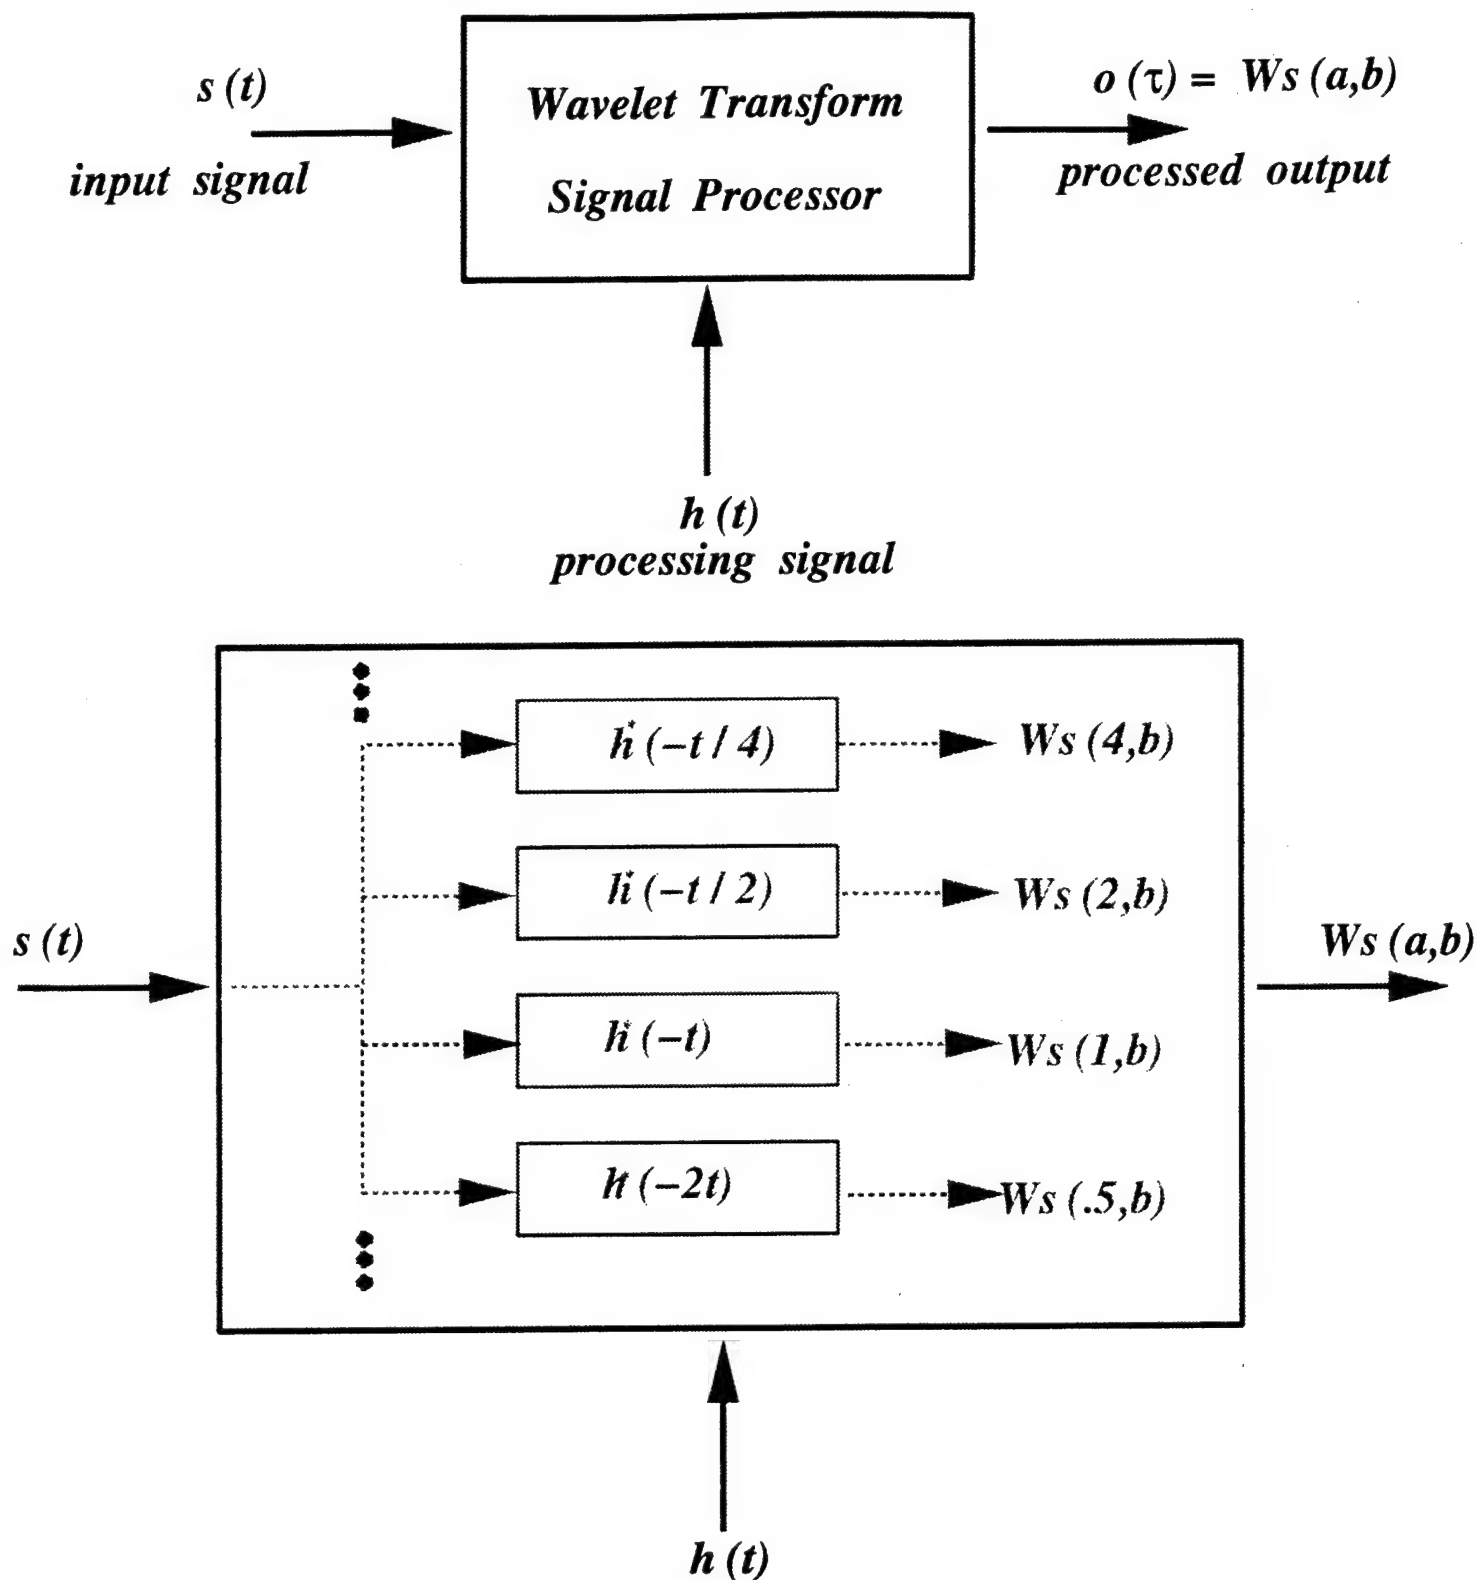 s (t)
input signal
Wavelet Transform
Signal Processor
o (τ) = Ws (a,b)
processed output
h (t)
processing signal
h* (−t / 4)
Ws (4,b)
h* (−t / 2)
Ws (2,b)
s (t)
Ws (a,b)
h* (−t)
Ws (1,b)
h* (−2t)
Ws (.5,b)
h (t)